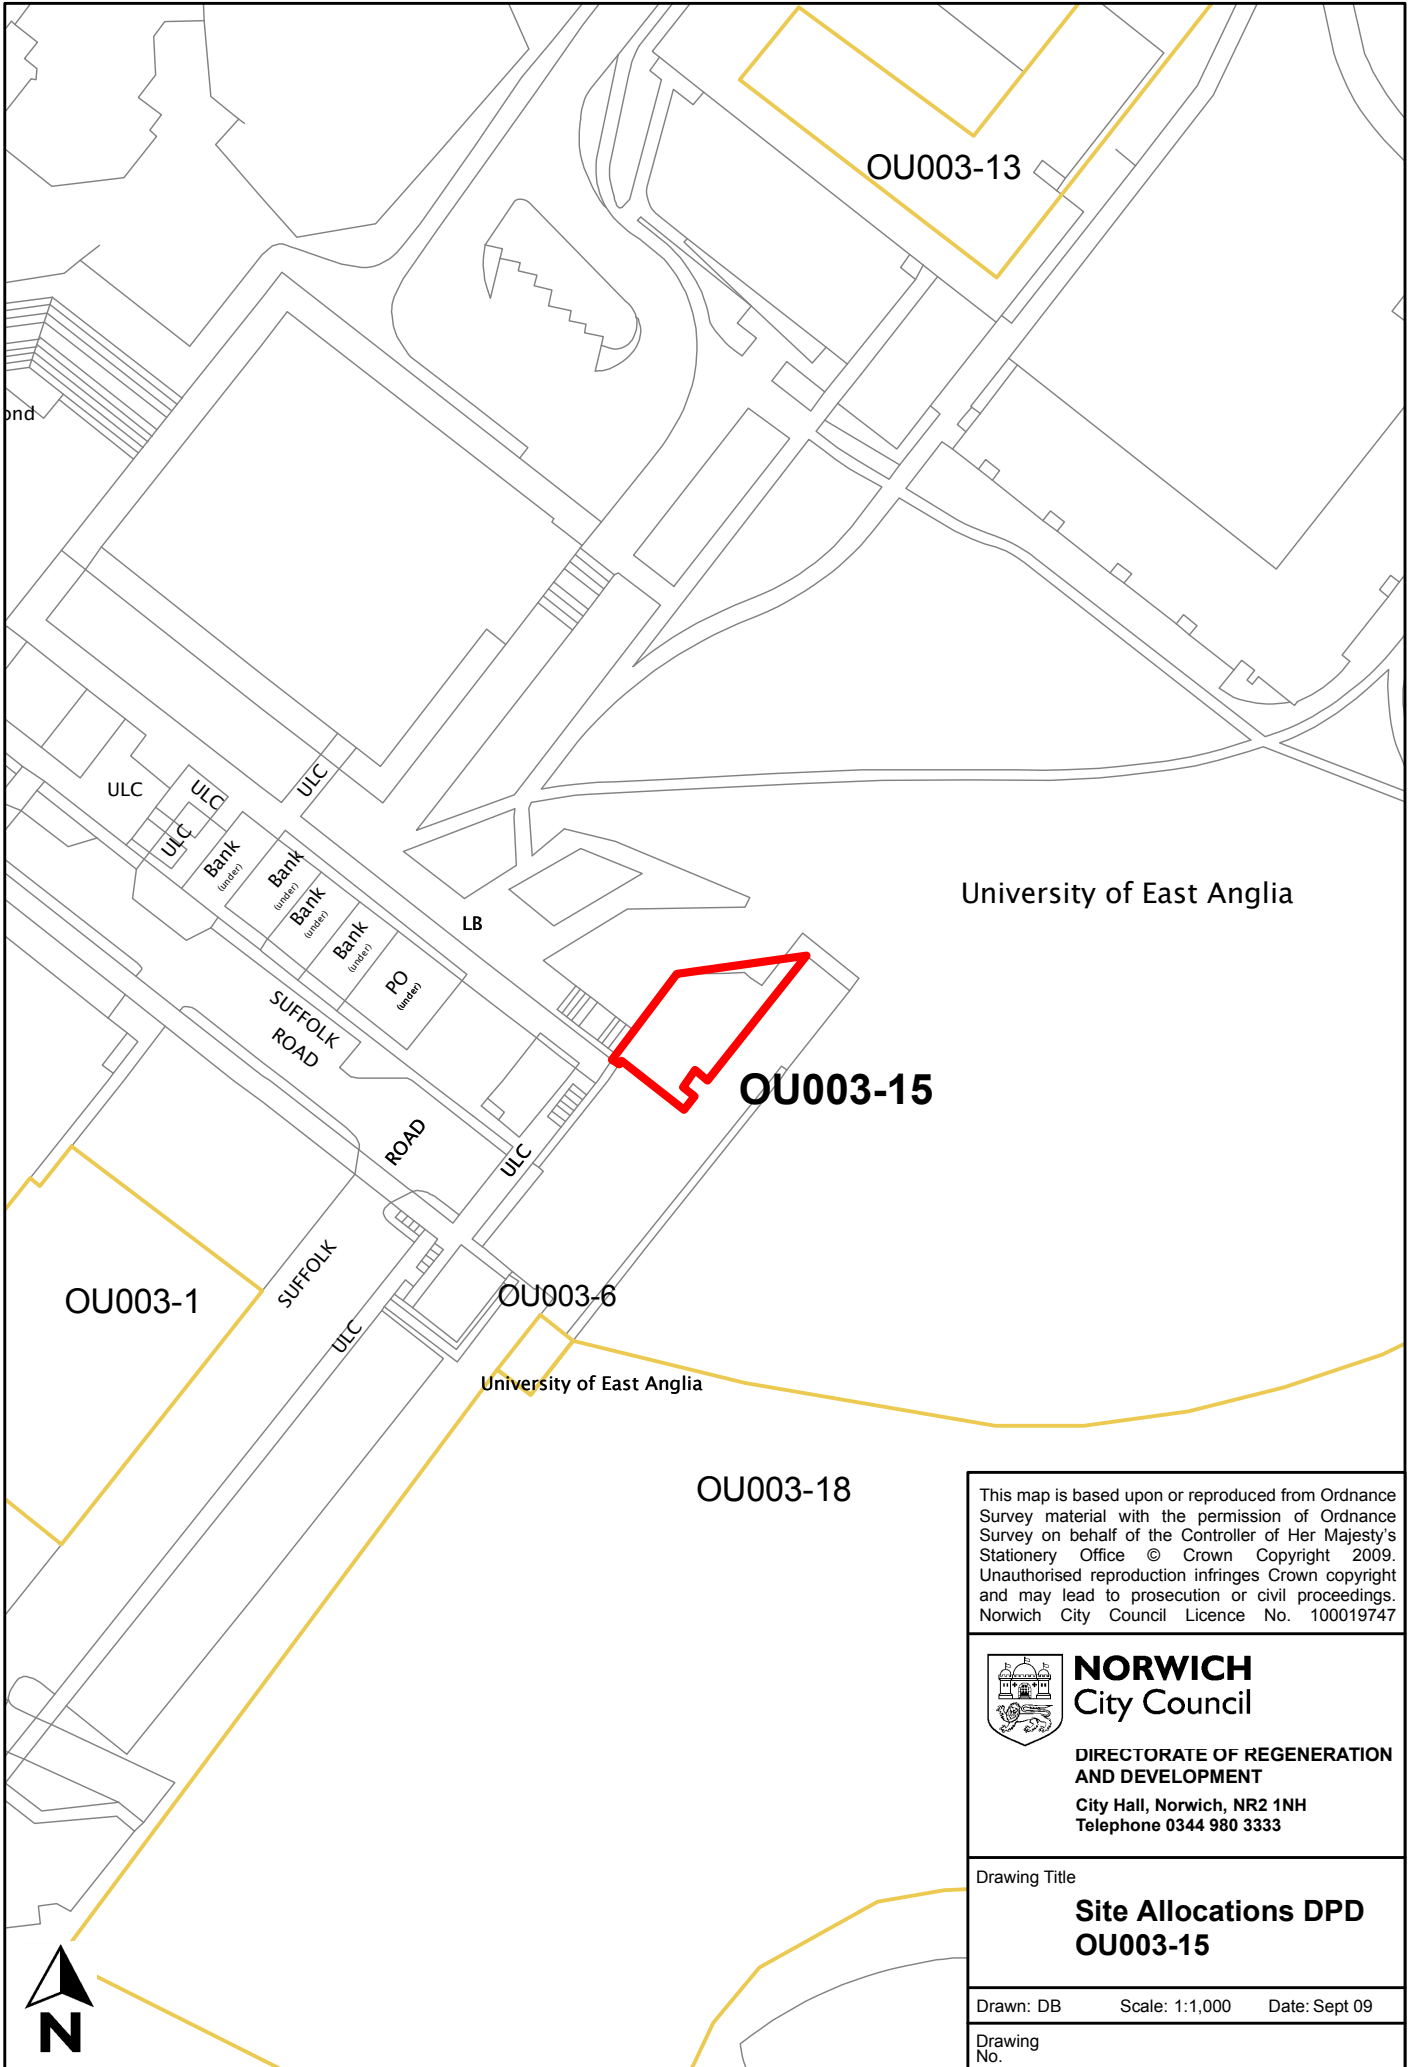 OU003-13
ond
University of East Anglia
ULC
ULC
ULC
ULC
Bank
(under)
Bank
(under)
Bank
(under)
Bank
(under)
PO
(under)
LB
SUFFOLK
ROAD
OU003-15
ROAD
ULC
SUFFOLK
ULC
OU003-1
OU003-6
University of East Anglia
OU003-18
This map is based upon or reproduced from Ordnance
Survey material with the permission of Ordnance
Survey on behalf of the Controller of Her Majesty's
Stationery Office © Crown Copyright 2009.
Unauthorised reproduction infringes Crown copyright
and may lead to prosecution or civil proceedings.
Norwich City Council Licence No. 100019747
NORWICH
City Council
DIRECTORATE OF REGENERATION
AND DEVELOPMENT
City Hall, Norwich, NR2 1NH
Telephone 0344 980 3333
Drawing Title
Site Allocations DPD
OU003-15
Drawn: DB Scale: 1:1,000 Date: Sept 09
Drawing
No.
N